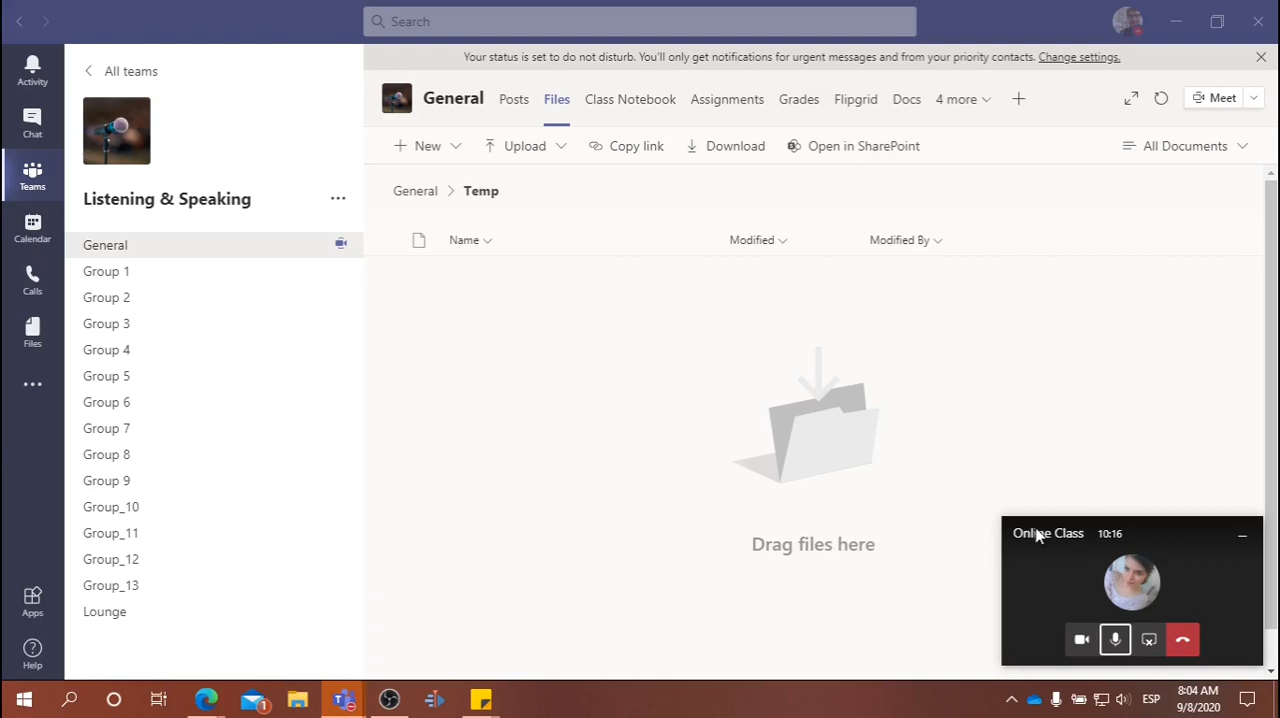 Search
Your status is set to do not disturb. You'll only get notifications for urgent messages and from your priority contacts. Change settings.
Activity
Chat
Teams
Calendar
Calls
Files
Apps
Help
All teams
Listening & Speaking
General
Group 1
Group 2
Group 3
Group 4
Group 5
Group 6
Group 7
Group 8
Group 9
Group_10
Group_11
Group_12
Group_13
Lounge
General Posts Files Class Notebook Assignments Grades Flipgrid Docs 4 more Meet
New Upload Copy link Download Open in SharePoint All Documents
General > Temp
Name Modified Modified By
Drag files here
Online Class 10:16
1
ESP
8:04 AM
9/8/2020